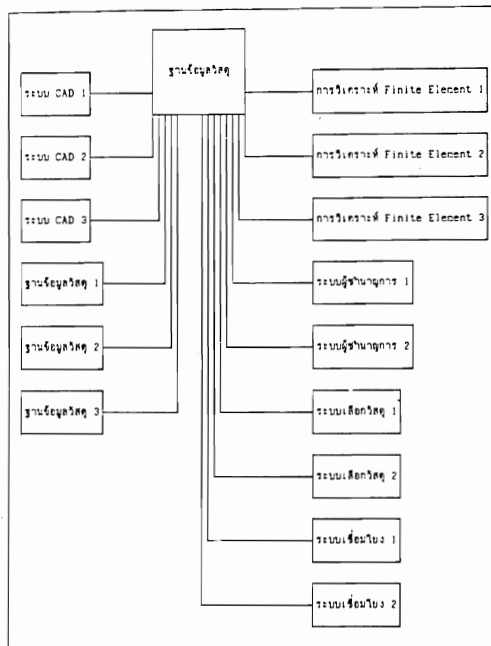 ฐานข้อมูลวัสดุ
ระบบ CAD 1
ระบบ CAD 2
ระบบ CAD 3
ฐานข้อมูลวัสดุ 1
ฐานข้อมูลวัสดุ 2
ฐานข้อมูลวัสดุ 3
การวิเคราะห์ Finite Element 1
การวิเคราะห์ Finite Element 2
การวิเคราะห์ Finite Element 3
ระบบผู้ชำนาญการ 1
ระบบผู้ชำนาญการ 2
ระบบเลือกวัสดุ 1
ระบบเลือกวัสดุ 2
ระบบเชื่อมโยง 1
ระบบเชื่อมโยง 2